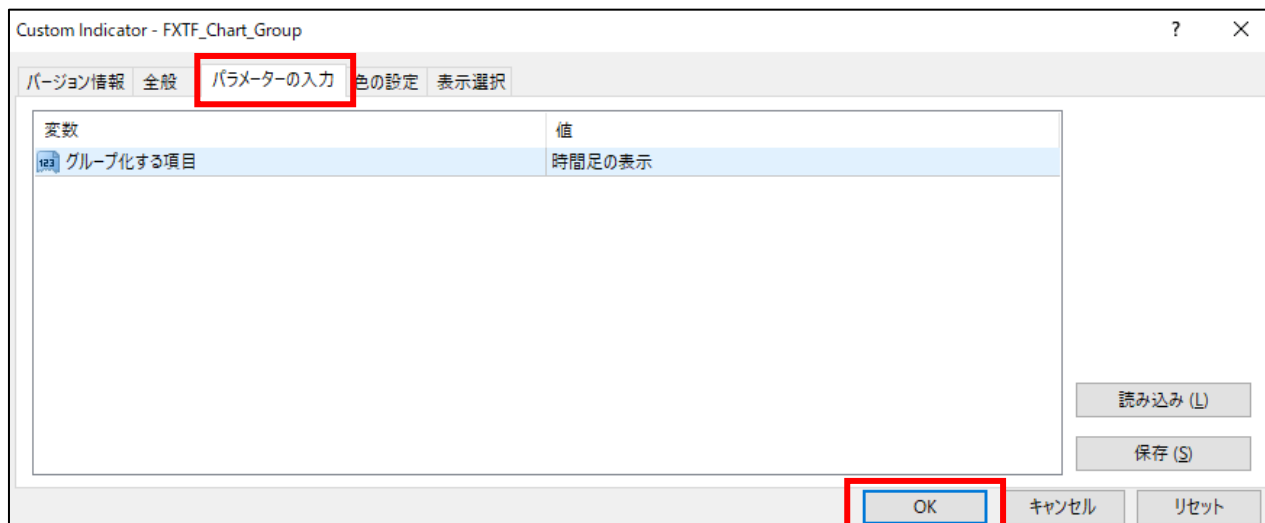 Custom Indicator - FXTF_Chart_Group ? ×
バージョン情報 全般 パラメーターの入力 色の設定 表示選択
変数 値
123 グループ化する項目 時間足の表示
読み込み (L)
保存 (S)
OK キャンセル リセット